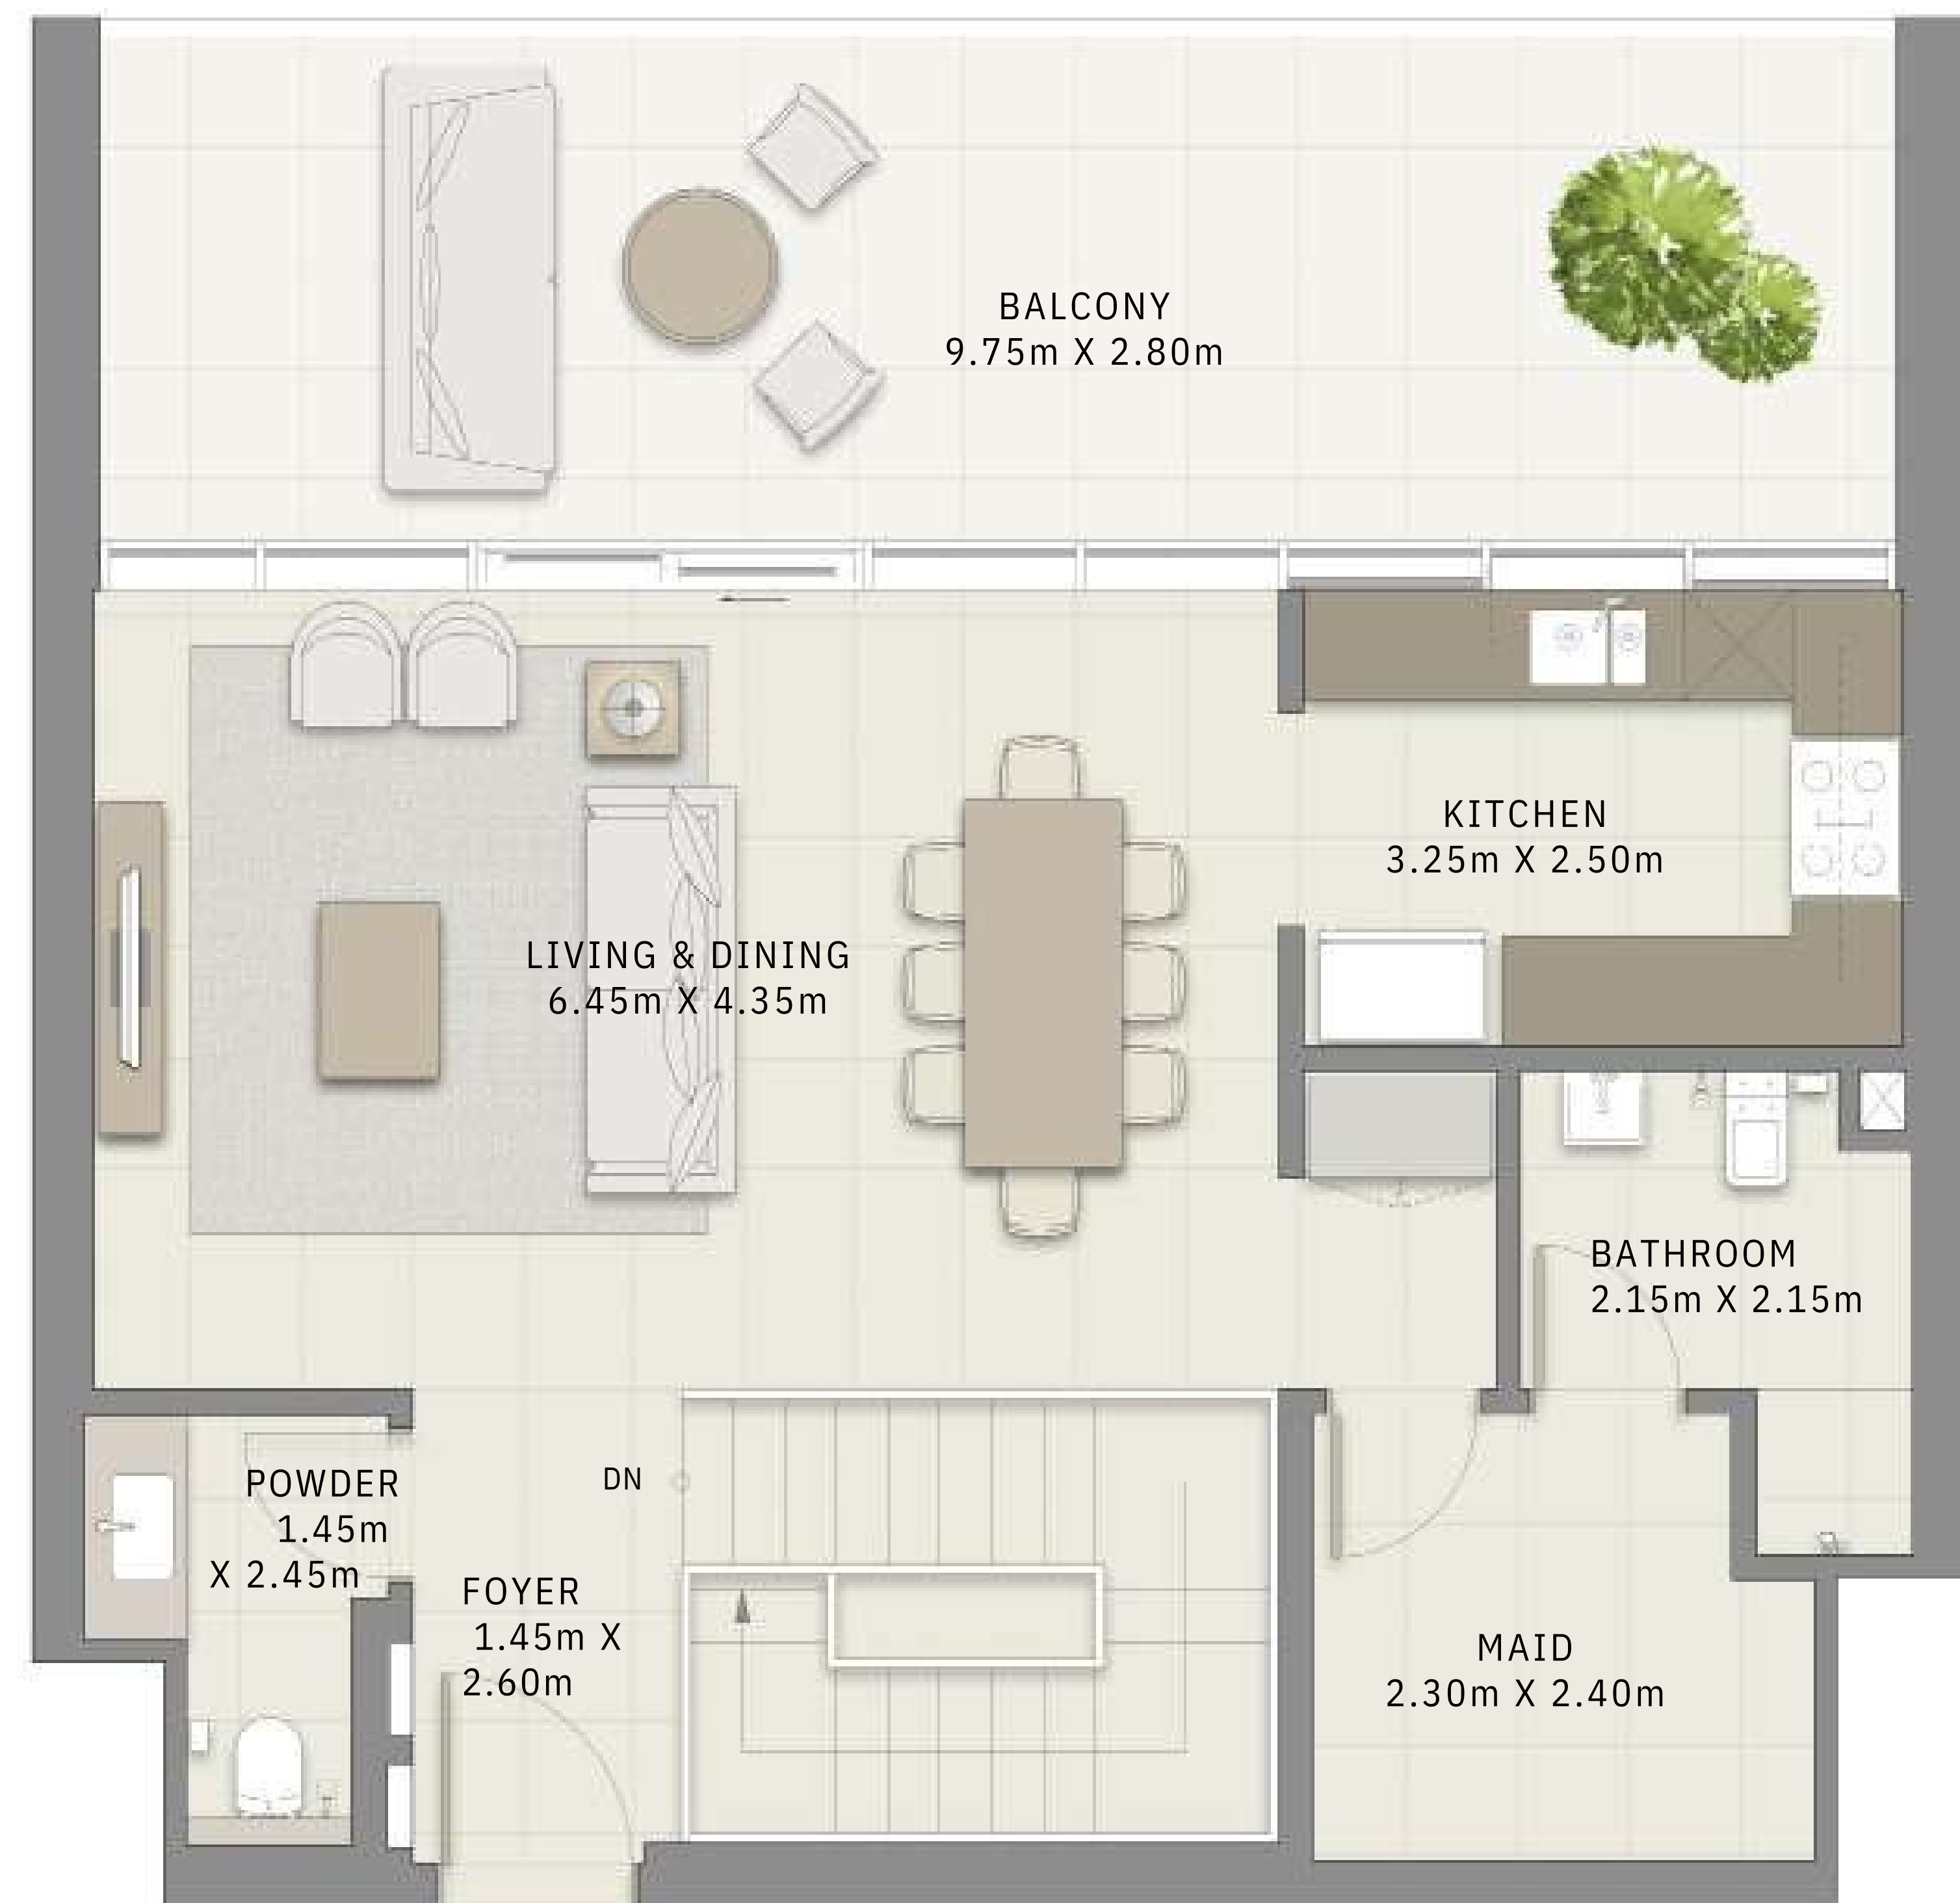 BALCONY
9.75m X 2.80m
KITCHEN
3.25m X 2.50m
LIVING & DINING
6.45m X 4.35m
BATHROOM
2.15m X 2.15m
POWDER
1.45m
X 2.45m
DN
FOYER
1.45m X
2.60m
MAID
2.30m X 2.40m